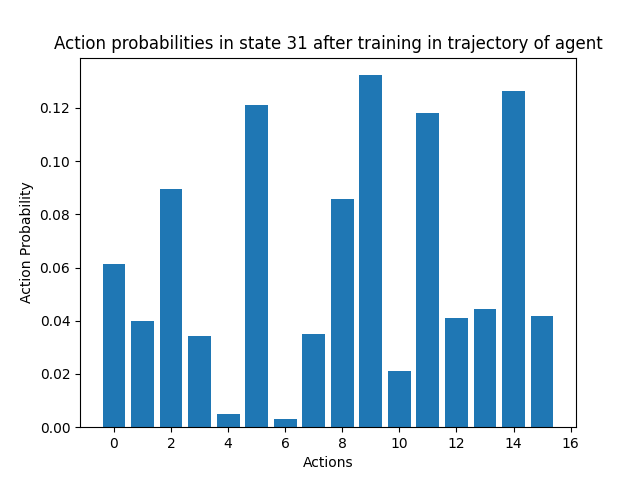 Action probabilities in state 31 after training in trajectory of agent
0.12
0.10
0.08
0.06
0.04
0.02
0.00
Action Probability
0 2 4 6 8 10 12 14 16
Actions